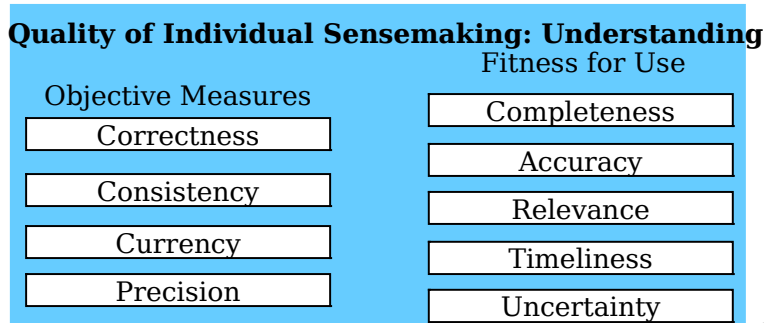 Quality of Individual Sensemaking: Understanding
Objective Measures
Correctness
Consistency
Currency
Precision
Fitness for Use
Completeness
Accuracy
Relevance
Timeliness
Uncertainty